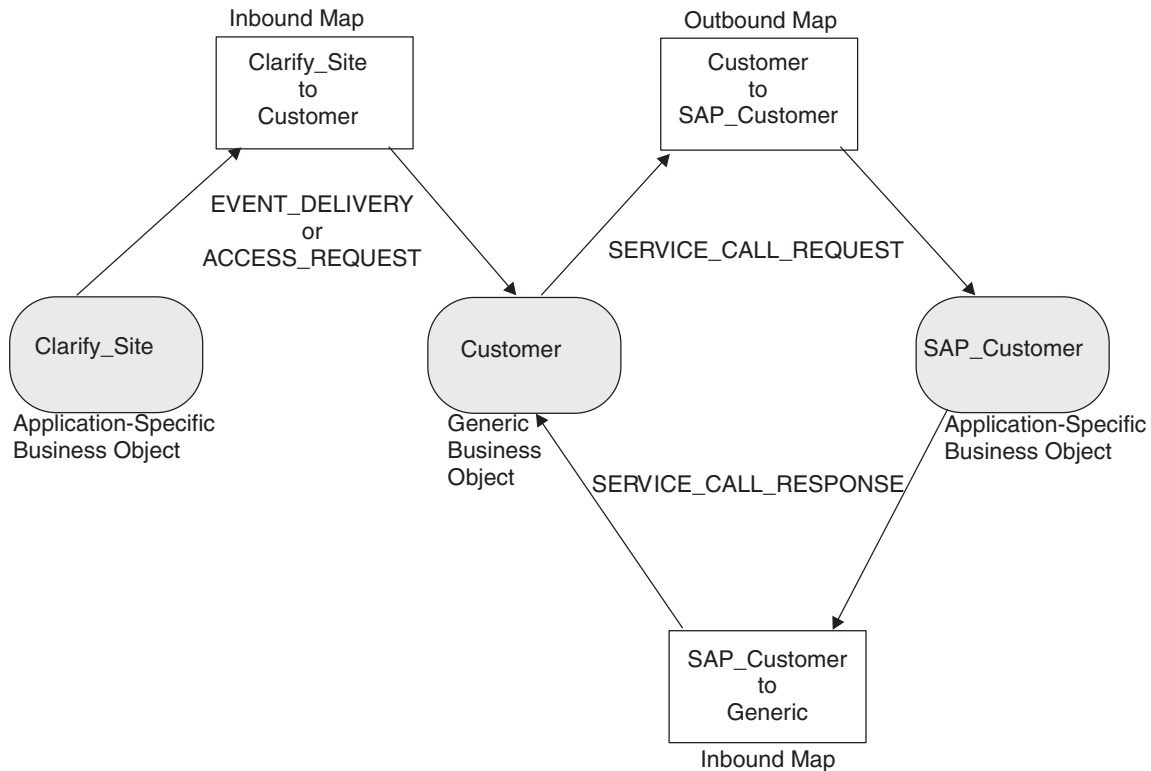 Inbound Map
Clarify_Site
to
Customer
Outbound Map
Customer
to
SAP_Customer
EVENT_DELIVERY
or
ACCESS_REQUEST
SERVICE_CALL_REQUEST
Clarify_Site
Application-Specific
Business Object
Customer
Generic
Business
Object
SAP_Customer
Application-Specific
Business Object
SERVICE_CALL_RESPONSE
SAP_Customer
to
Generic
Inbound Map